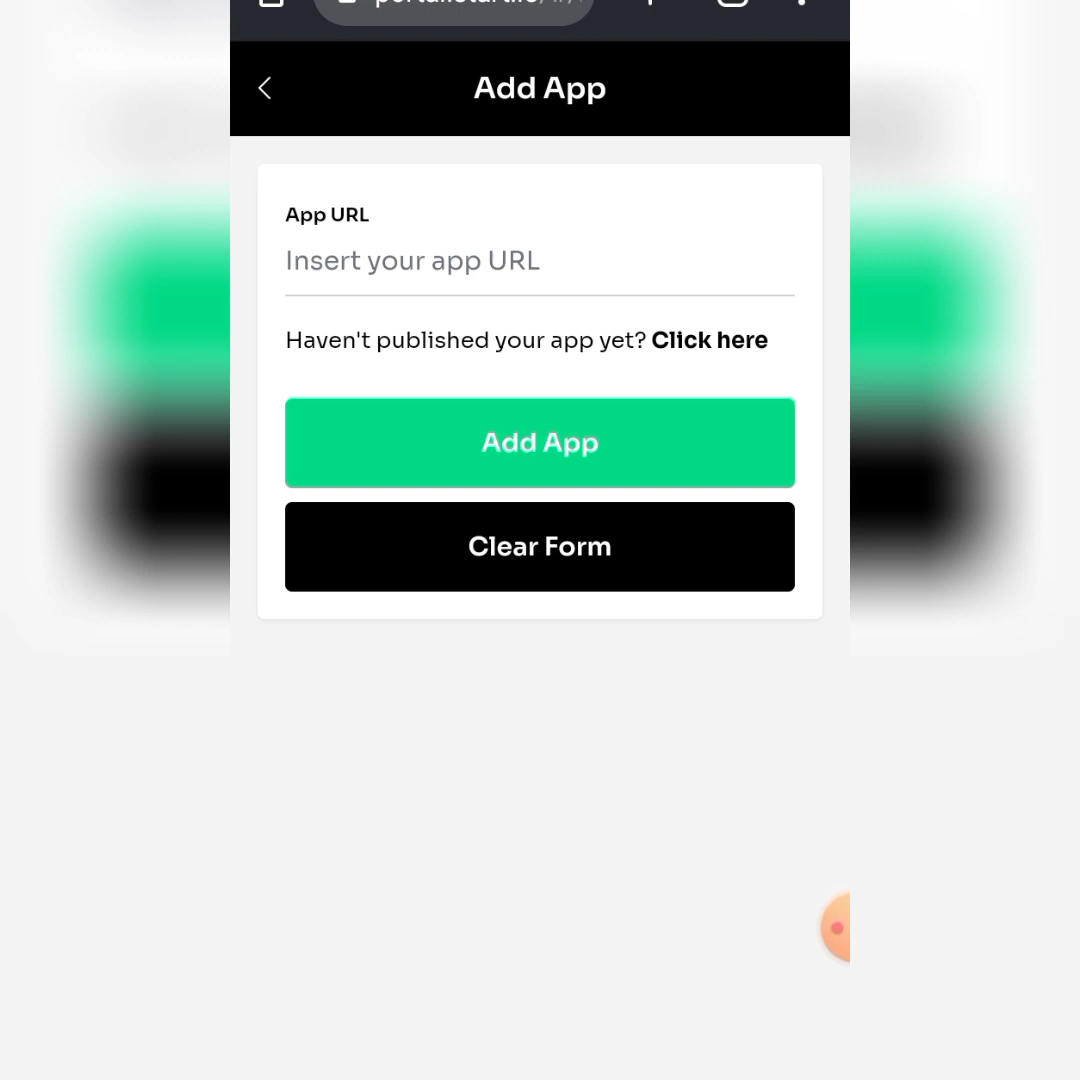 Add App
App URL
Insert your app URL
Haven't published your app yet? Click here
Add App
Clear Form